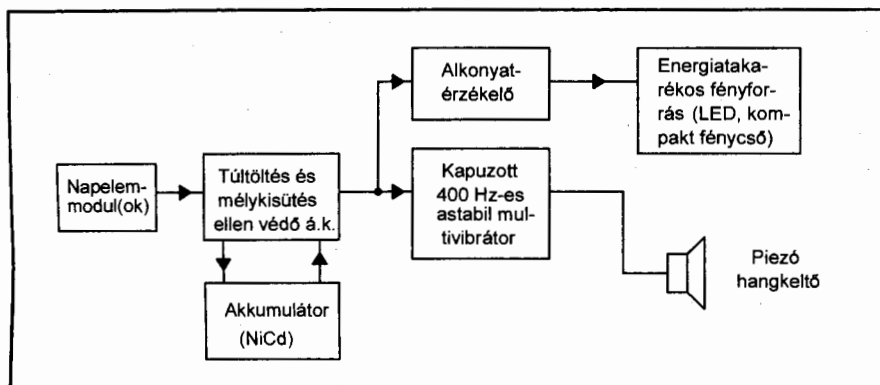 Napelem-
modul(ok)
Túltöltés és
mélykisütés
ellen védő á.k.
Akkumulátor
(NiCd)
Alkonyat-
érzékelő
Energiataka-
rékos fényfor-
rás (LED, kom-
pakt fénycső)
Kapuzott
400 Hz-es
astabil mul-
tivibrátor
Piezó
hangkeltő